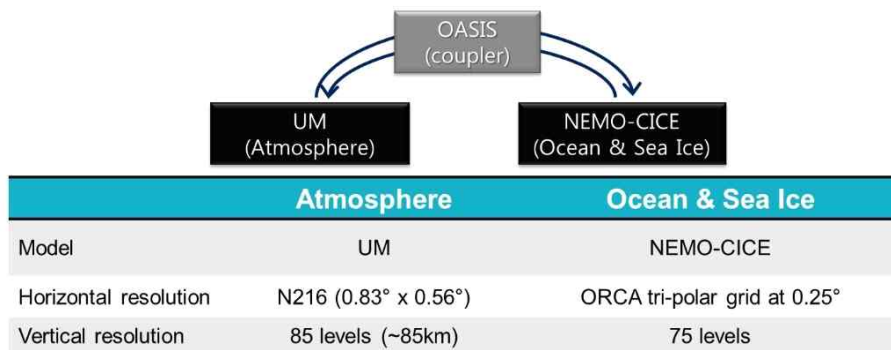 OASIS
(coupler)
UM
(Atmosphere)
NEMO-CICE
(Ocean & Sea Ice)
Atmosphere Ocean & Sea Ice
Model UM NEMO-CICE
Horizontal resolution N216 (0.83° x 0.56°) ORCA tri-polar grid at 0.25°
Vertical resolution 85 levels (~85km) 75 levels